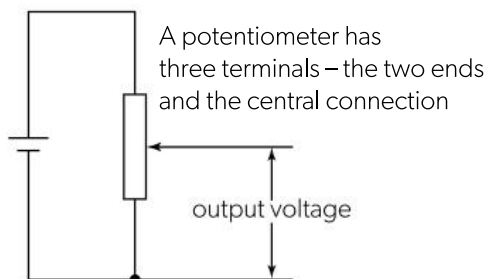 A potentiometer has
three terminals – the two ends
and the central connection
output voltage